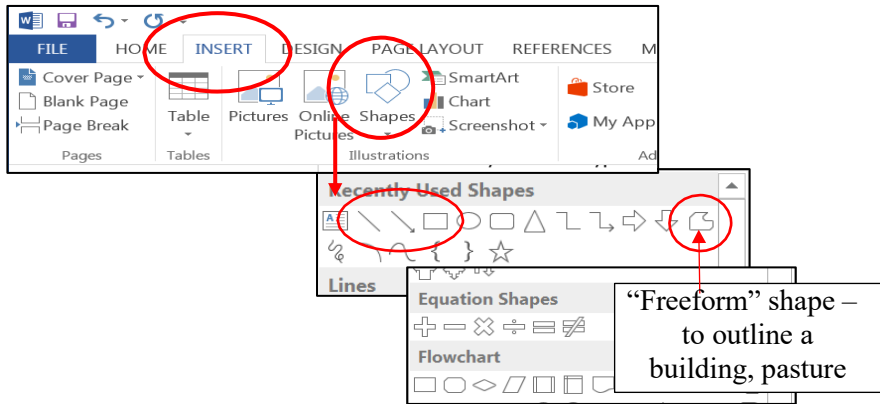 FILE HOME INSERT DESIGN PAGE LAYOUT REFERENCES M
Cover Page
Blank Page
Page Break
Pages
Table
Tables
Pictures
Online
Pictures
Shapes
SmartArt
Chart
Screenshot
Illustrations
Store
My App
Ad
Recently Used Shapes
Lines
Equation Shapes
Flowchart
“Freeform” shape –
to outline a
building, pasture